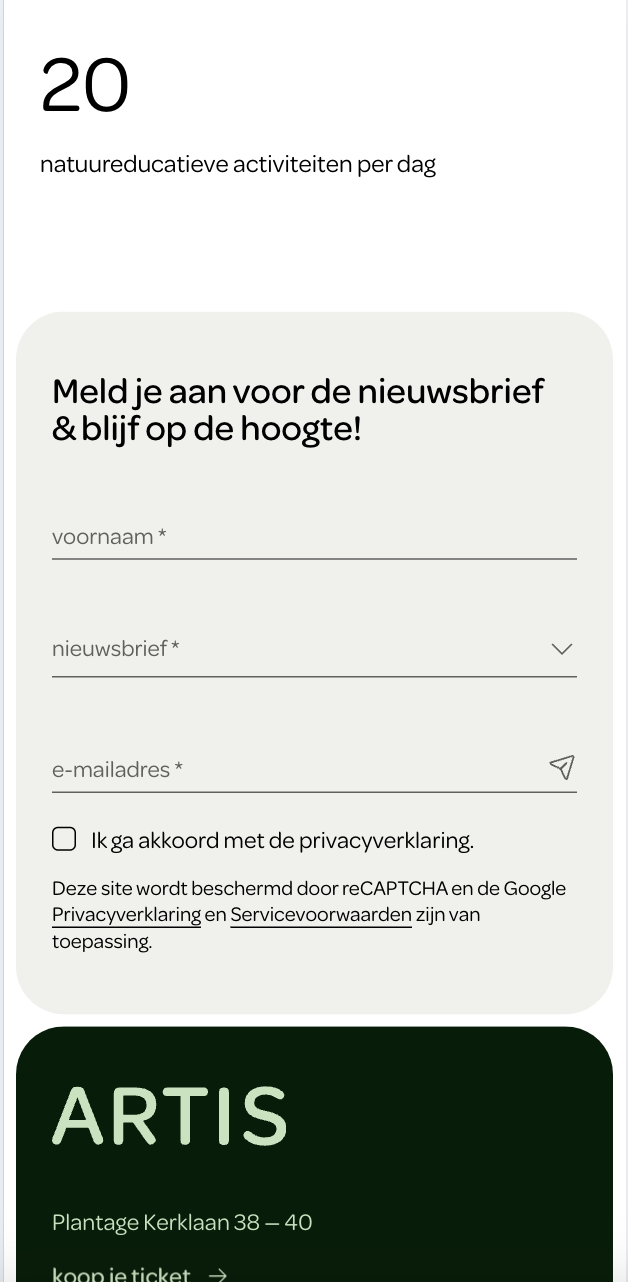 20
natuureducatieve activiteiten per dag
Meld je aan voor de nieuwsbrief
& blijf op de hoogte!
voornaam *
nieuwsbrief *
e-mailadres *
Ik ga akkoord met de privacyverklaring.
Deze site wordt beschermd door reCAPTCHA en de Google
Privacyverklaring en Servicevoorwaarden zijn van
toepassing.
ARTIS
Plantage Kerklaan 38 – 40
koop je ticket →